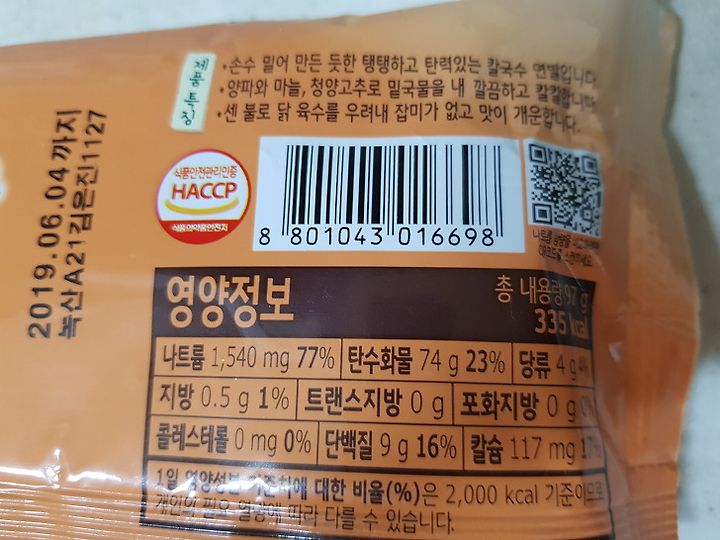 제품특징
•손수 밀어 만든 듯한 탱탱하고 탄력있는 칼국수 면발입니다.
•양파와 마늘, 청양고추로 밑국물을 내 깔끔하고 칼칼합니다.
•센 불로 닭 육수를 우려내 잡미가 없고 맛이 개운합니다.
2019.06.04까지
녹산A21김은진1127
식품안전관리인증
HACCP
식품의약품안전처
8 801043 016698
영양정보
총 내용량 97 g
335 kcal
나트륨 1,540 mg 77% 탄수화물 74 g 23% 당류 4 g 4%
지방 0.5 g 1% 트랜스지방 0 g 포화지방 0 g 0%
콜레스테롤 0 mg 0% 단백질 9 g 16% 칼슘 117 mg 17%
1일 영양성분 기준치에 대한 비율(%)은 2,000 kcal 기준이므로
개인의 필요 열량에 따라 다를 수 있습니다.